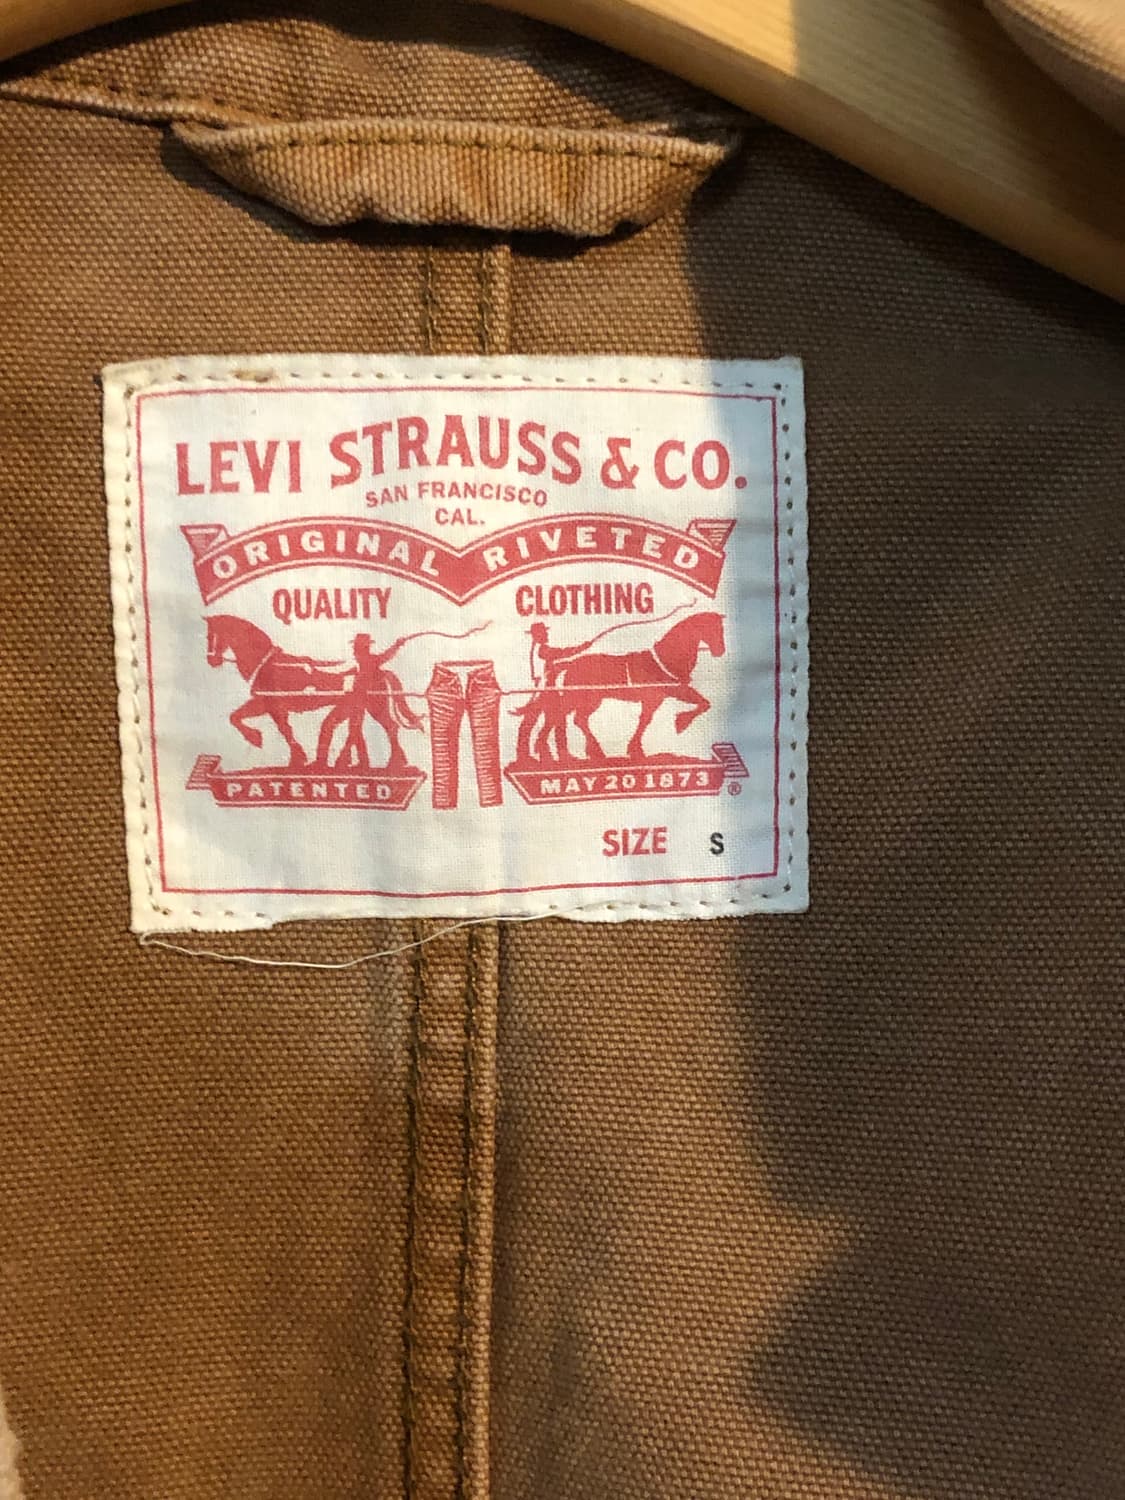 LEVI STRAUSS & CO.
SAN FRANCISCO
CAL.
ORIGINAL RIVETED
QUALITY CLOTHING
PATENTED MAY 20 1873 ®
SIZE S